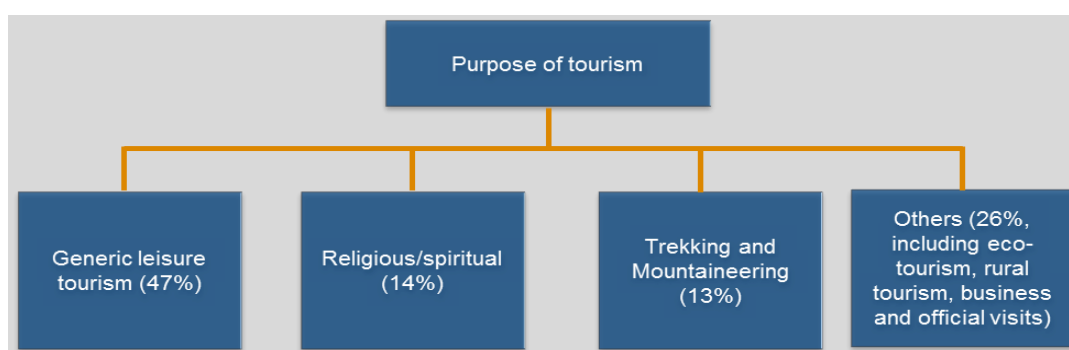 Purpose of tourism
Generic leisure
tourism (47%)
Religious/spiritual
(14%)
Trekking and
Mountaineering
(13%)
Others (26%,
including eco-
tourism, rural
tourism, business
and official visits)